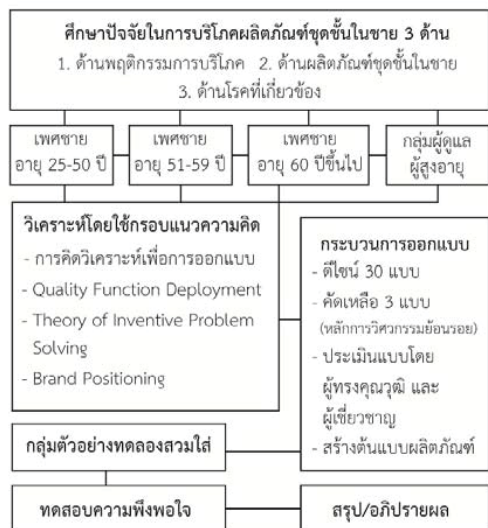 ศึกษาปัจจัยในการบริโภคผลิตภัณฑ์ชุดชั้นในชาย 3 ด้าน
1. ด้านพฤติกรรมการบริโภค 2. ด้านผลิตภัณฑ์ชุดชั้นในชาย
3. ด้านโรคที่เกี่ยวข้อง
เพศชาย
อายุ 25-50 ปี
เพศชาย
อายุ 51-59 ปี
เพศชาย
อายุ 60 ปีขึ้นไป
กลุ่มผู้ดูแล
ผู้สูงอายุ
วิเคราะห์โดยใช้กรอบแนวความคิด
- การคิดวิเคราะห์เพื่อการออกแบบ
- Quality Function Deployment
- Theory of Inventive Problem
Solving
- Brand Positioning
กระบวนการออกแบบ
- ดีไซน์ 30 แบบ
- คัดเหลือ 3 แบบ
(หลักการวิศวกรรมย้อนรอย)
- ประเมินแบบโดย
ผู้ทรงคุณวุฒิ และ
ผู้เชี่ยวชาญ
- สร้างต้นแบบผลิตภัณฑ์
กลุ่มตัวอย่างทดลองสวมใส่
ทดสอบความพึงพอใจ
สรุป/อภิปรายผล